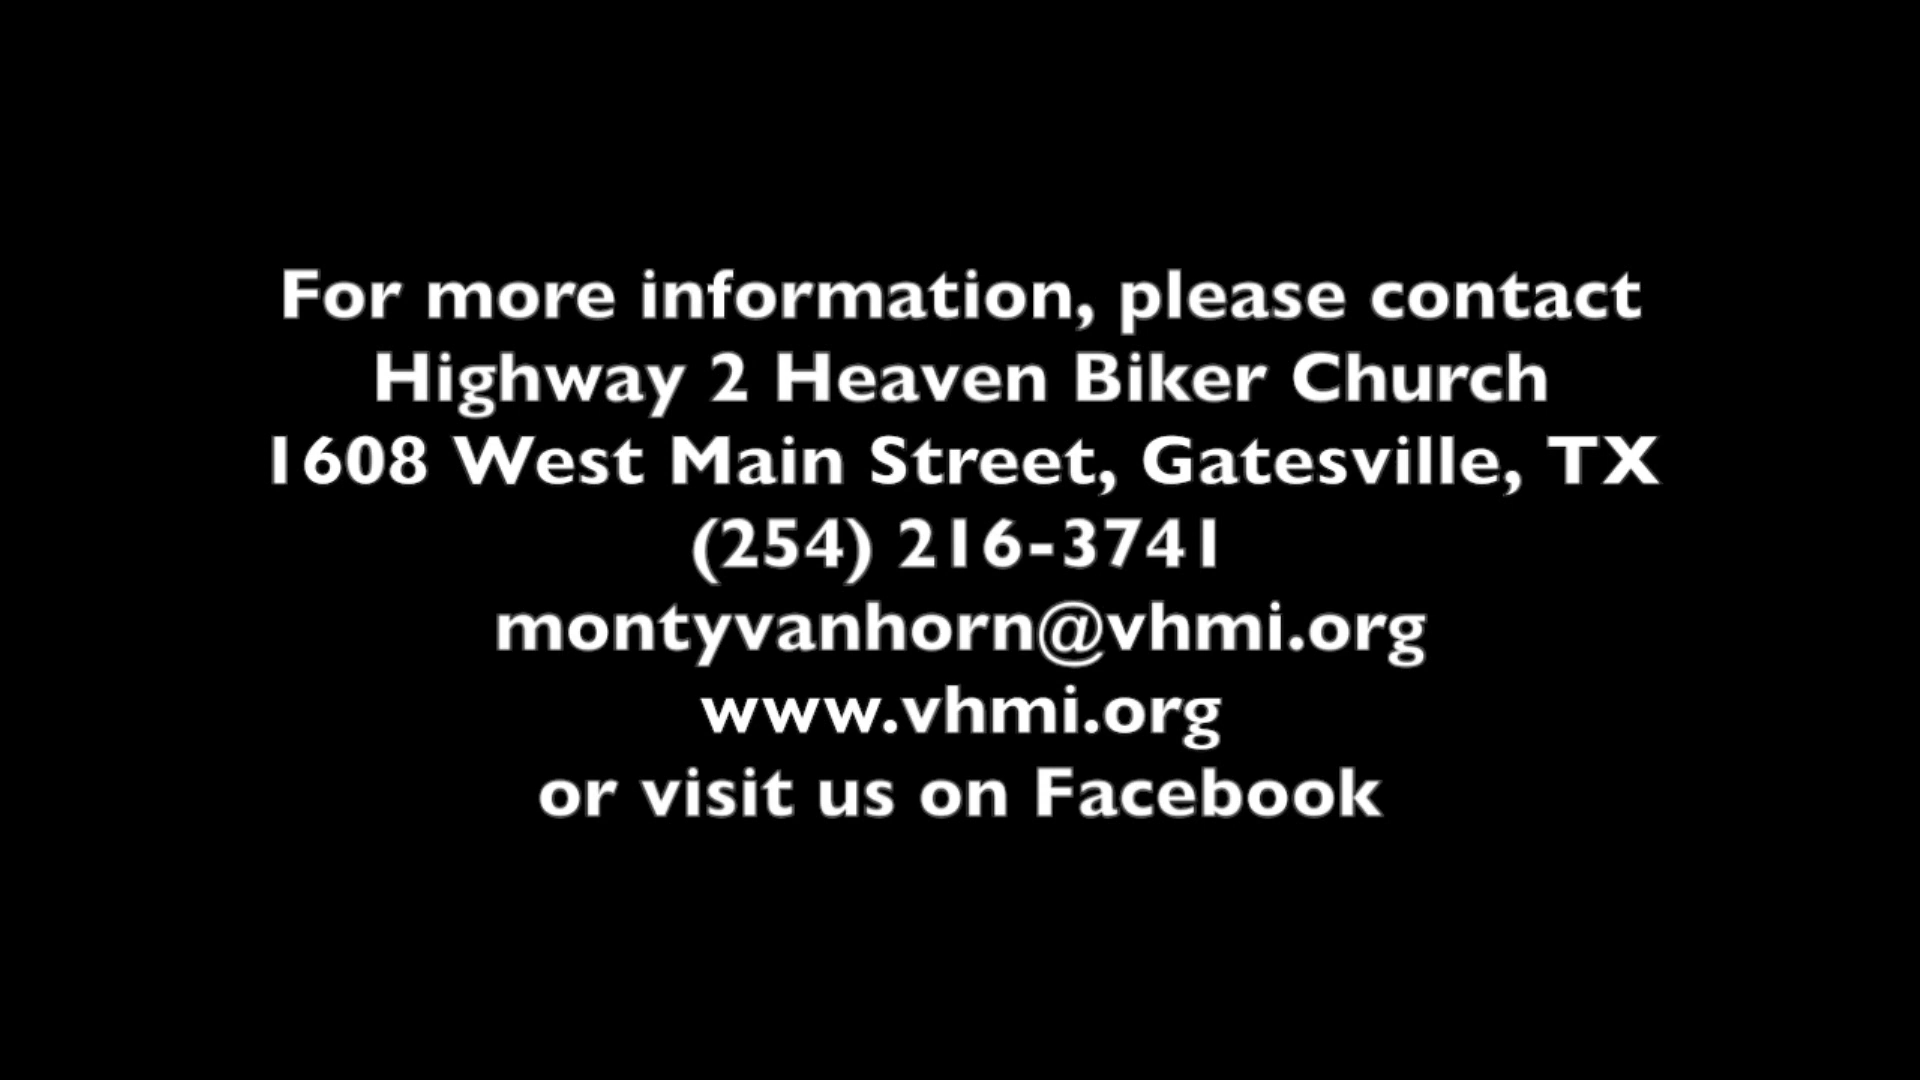 For more information, please contact
Highway 2 Heaven Biker Church
1608 West Main Street, Gatesville, TX
(254) 216-3741
montyvanhorn@vhmi.org
www.vhmi.org
or visit us on Facebook